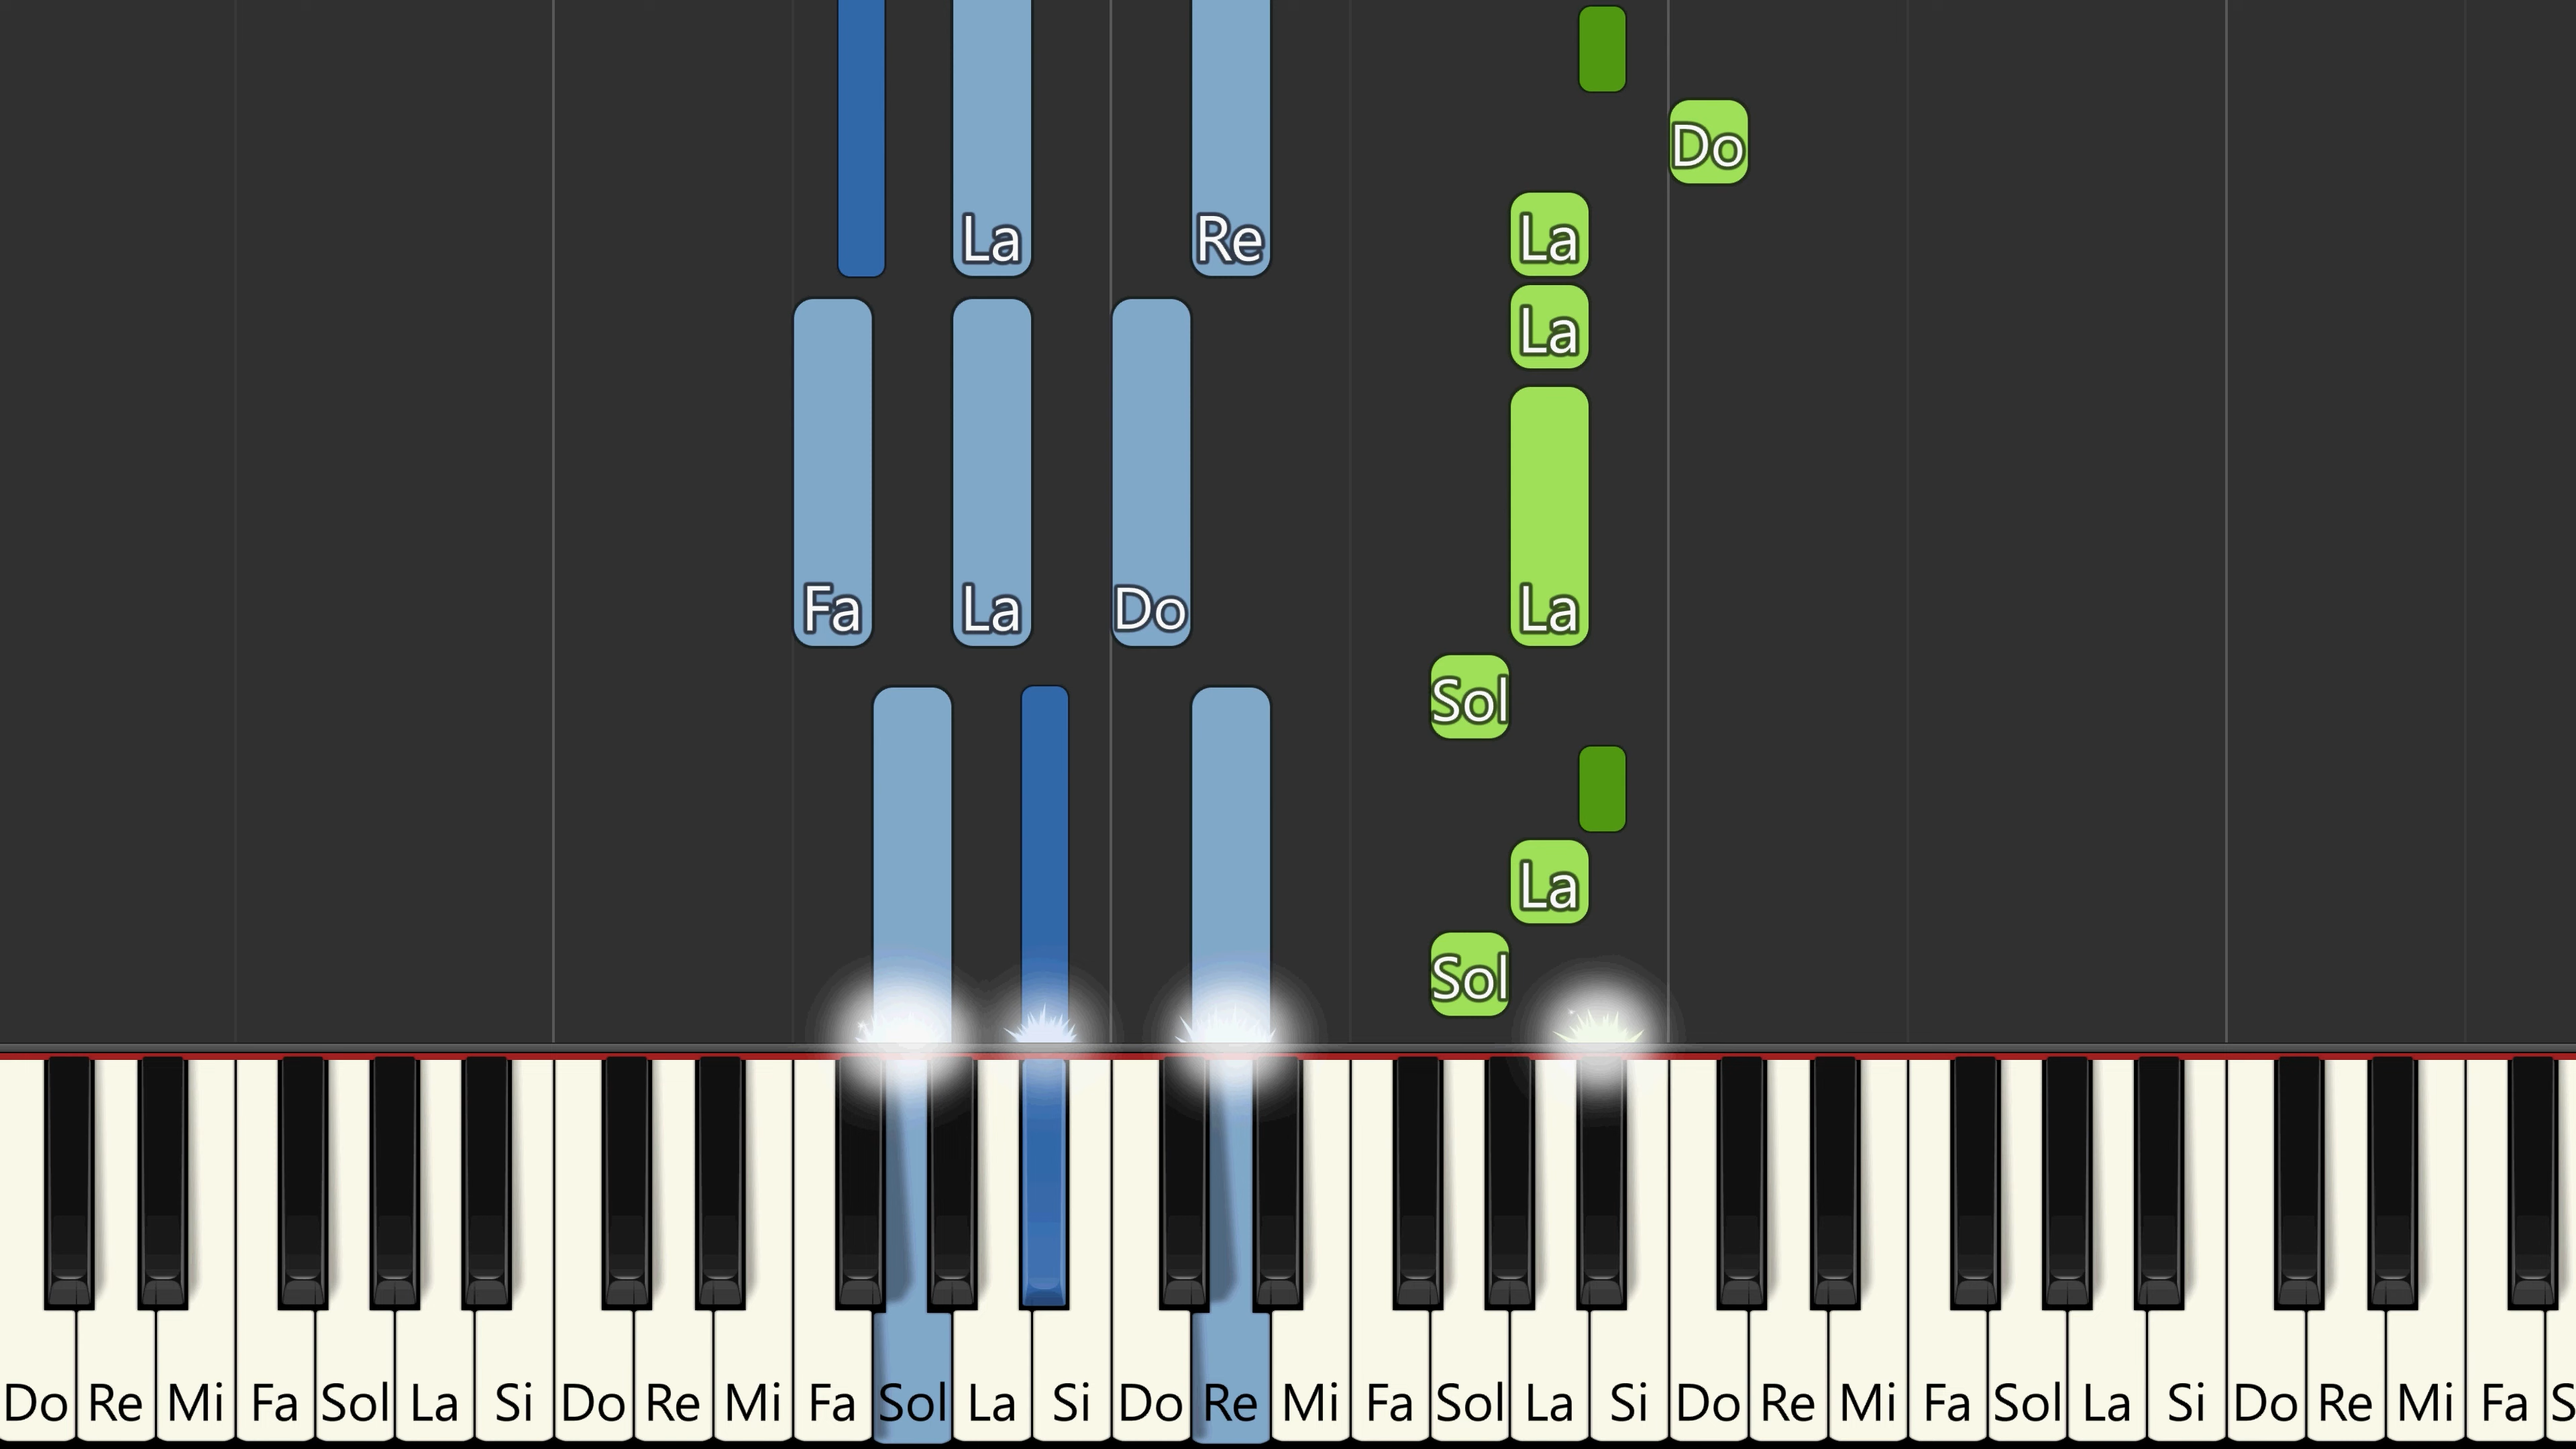 Do
La Re La
La
Fa La Do La
Sol
La
Sol
Do Re Mi Fa Sol La Si Do Re Mi Fa Sol La Si Do Re Mi Fa Sol La Si Do Re Mi Fa Sol La Si Do Re Mi Fa S